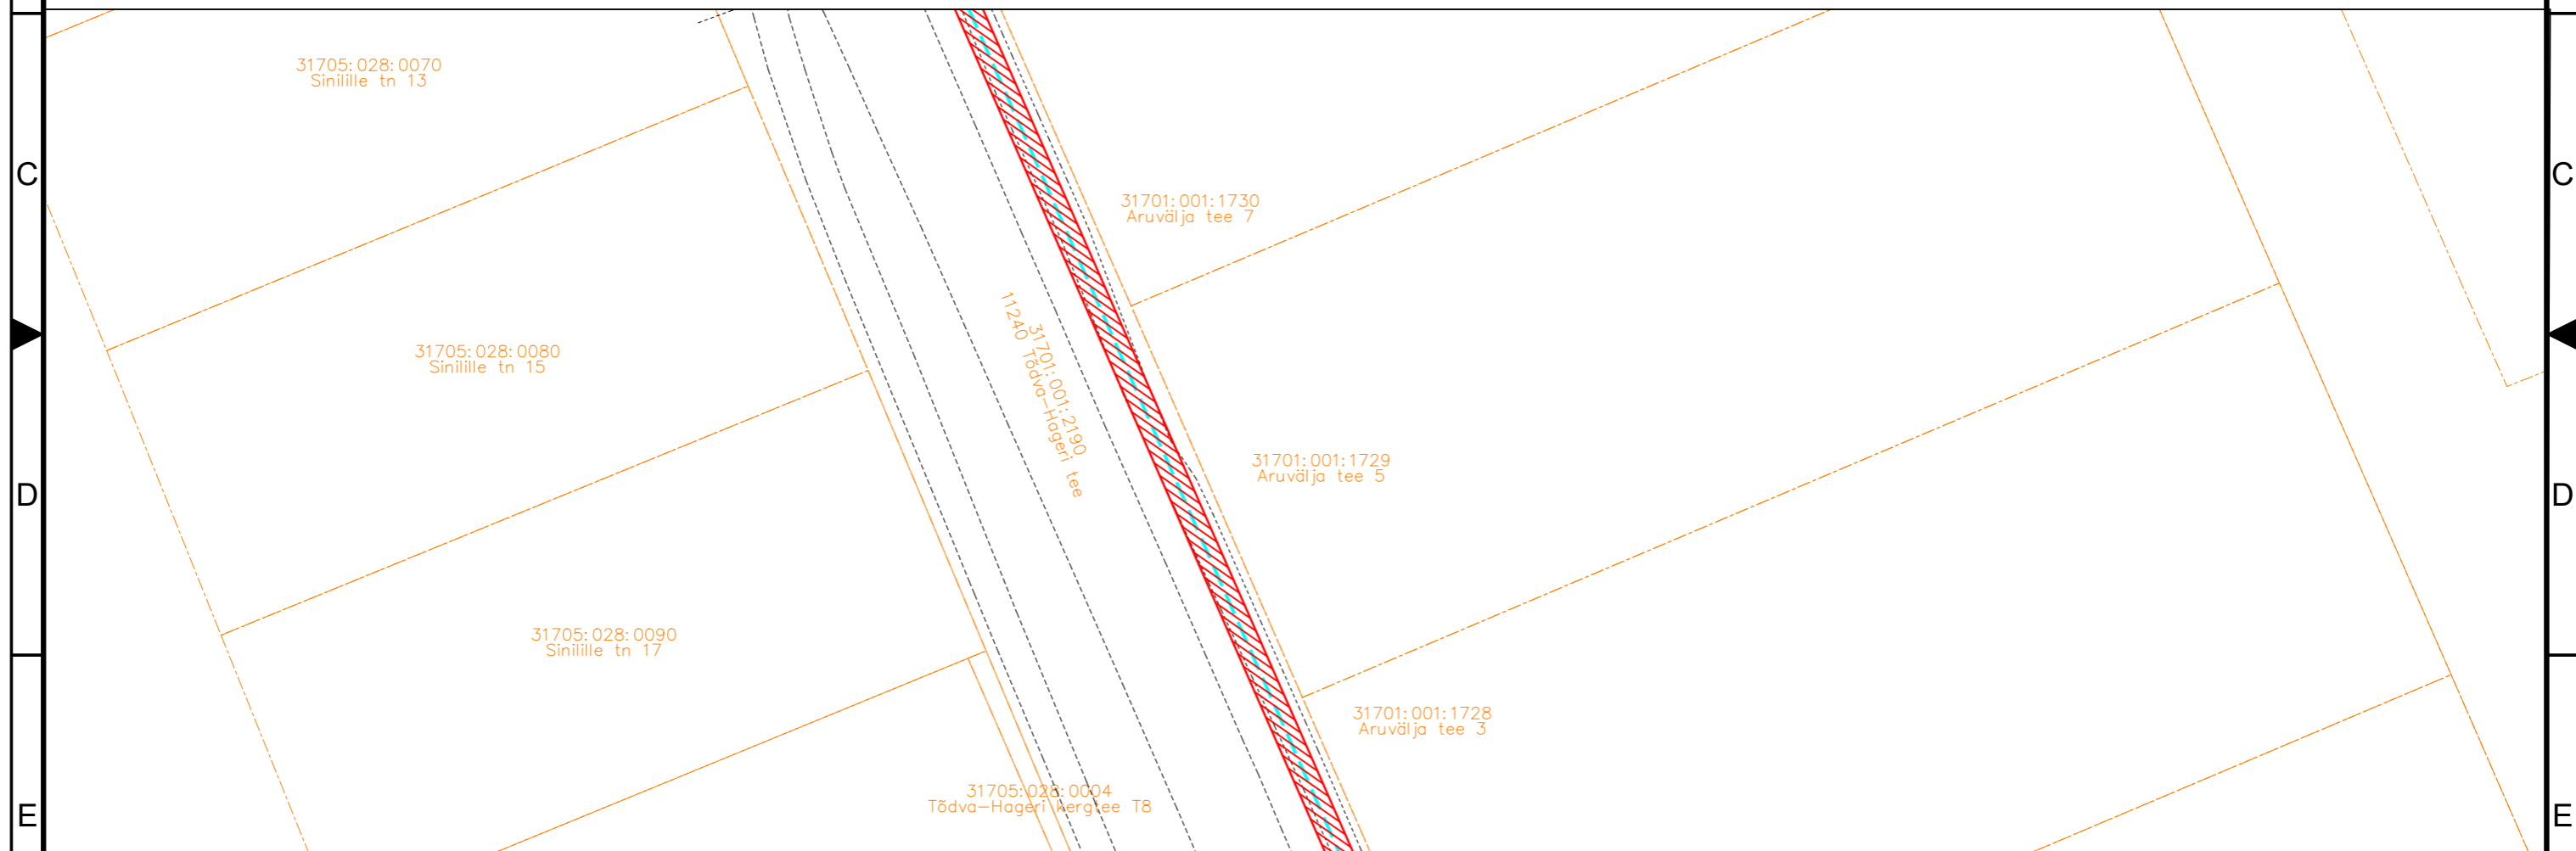 31705:028:0070
Sinilille tn 13
C
C
31701:001:1730
Aruvälja tee 7
31705:028:0080
Sinilille tn 15
31701:001:2190
11240 Tõdva-Hageri tee
31701:001:1729
Aruvälja tee 5
D
D
31705:028:0090
Sinilille tn 17
31701:001:1728
Aruvälja tee 3
31705:028:0004
Tõdva-Hageri kergtee T8
E
E